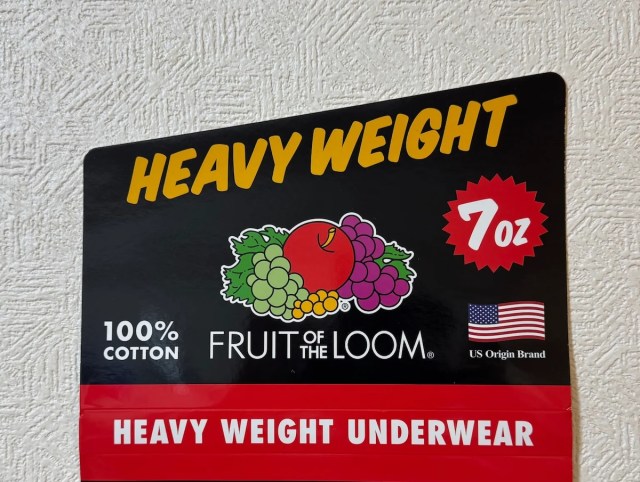 HEAVY WEIGHT
7oz
®
100%
COTTON
FRUIT OF THE LOOM®
US Origin Brand
HEAVY WEIGHT UNDERWEAR